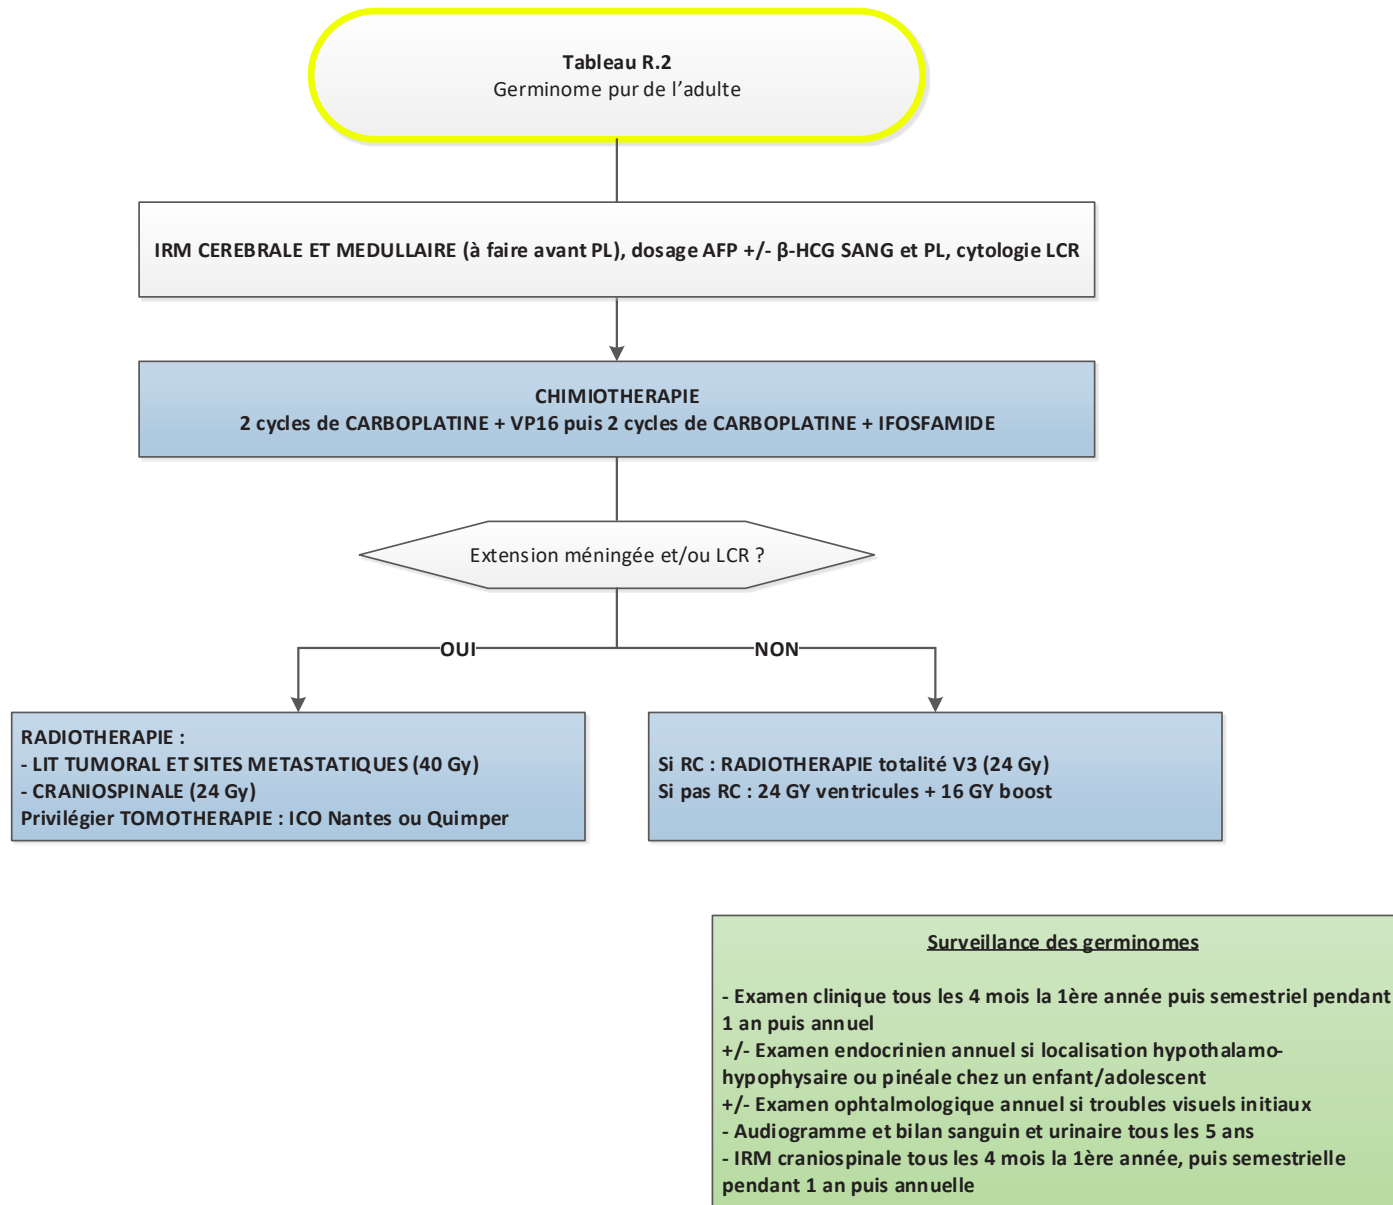 Tableau R.2
Germinome pur de l’adulte
IRM CEREBRALE ET MEDULLAIRE (à faire avant PL), dosage AFP +/- β-HCG SANG et PL, cytologie LCR
CHIMIOTHERAPIE
2 cycles de CARBOPLATINE + VP16 puis 2 cycles de CARBOPLATINE + IFOSFAMIDE
Extension méningée et/ou LCR ?
OUI
NON
RADIOTHERAPIE :
- LIT TUMORAL ET SITES METASTATIQUES (40 Gy)
- CRANIOSPINALE (24 Gy)
Privilégier TOMOTHERAPIE : ICO Nantes ou Quimper
Si RC : RADIOTHERAPIE totalité V3 (24 Gy)
Si pas RC : 24 GY ventricules + 16 GY boost
Surveillance des germinomes
- Examen clinique tous les 4 mois la 1ère année puis semestriel pendant
1 an puis annuel
+/- Examen endocrinien annuel si localisation hypothalamo-
hypophysaire ou pinéale chez un enfant/adolescent
+/- Examen ophtalmologique annuel si troubles visuels initiaux
- Audiogramme et bilan sanguin et urinaire tous les 5 ans
- IRM craniospinale tous les 4 mois la 1ère année, puis semestrielle
pendant 1 an puis annuelle